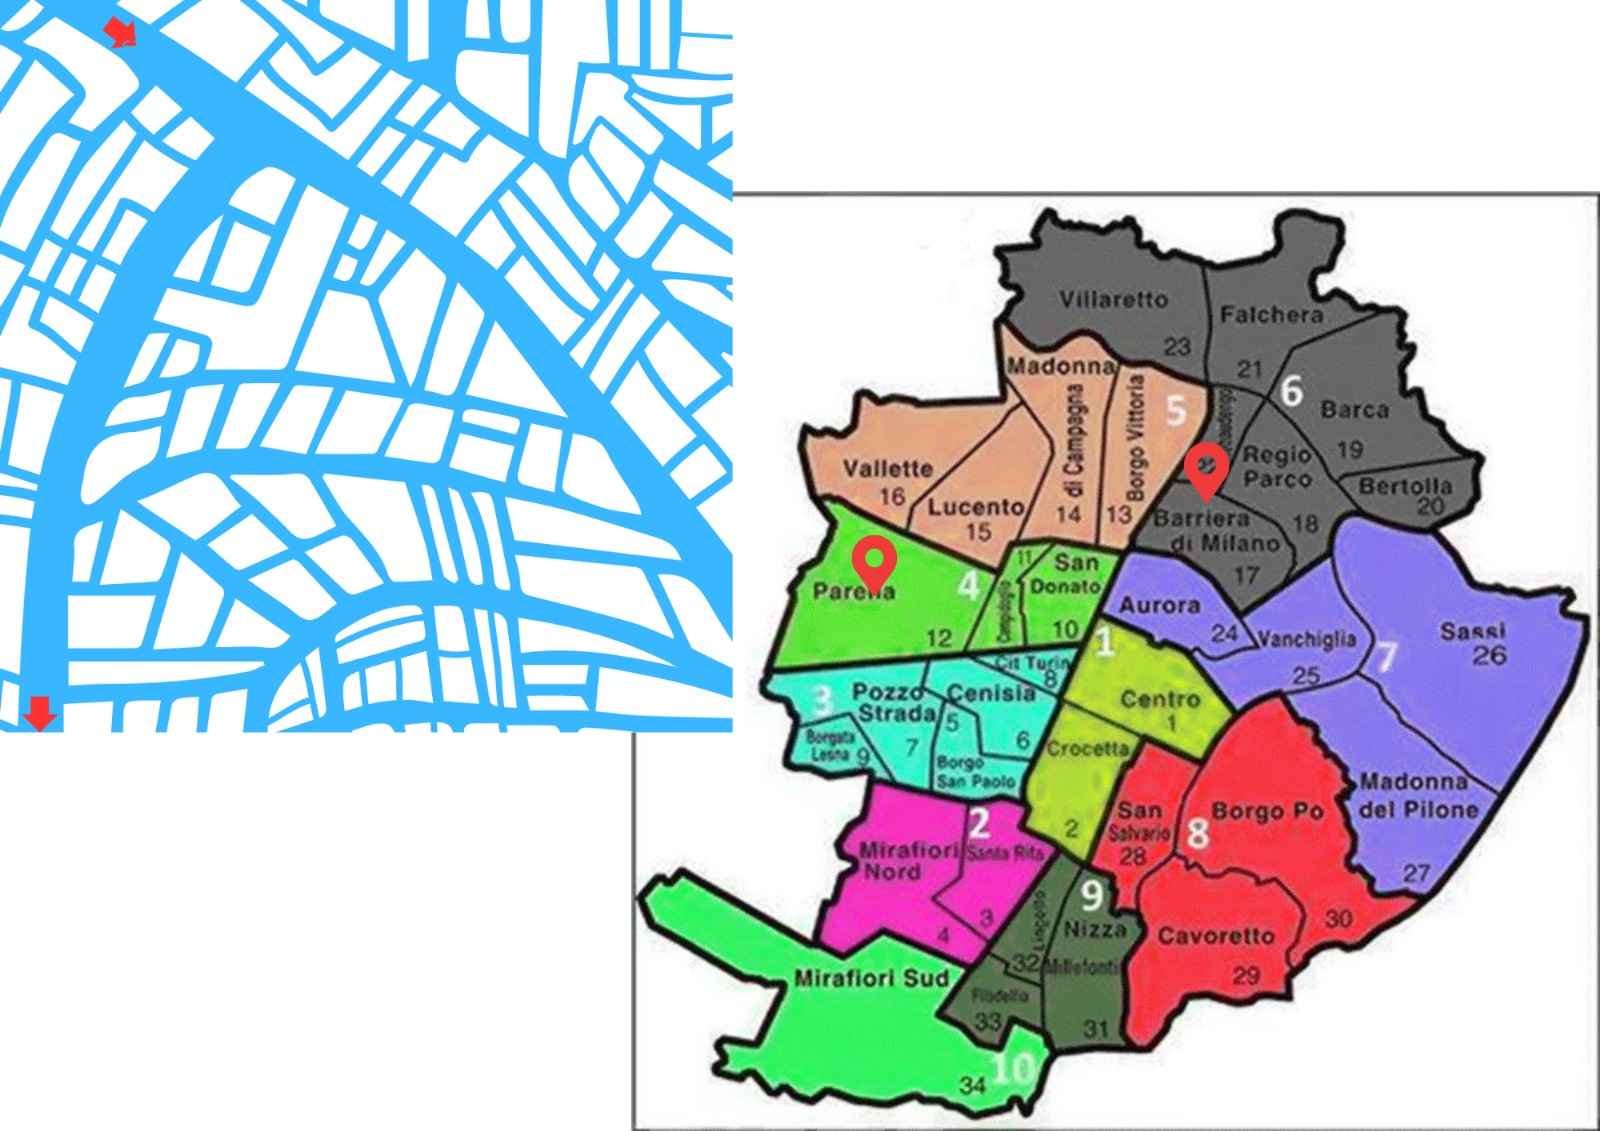 Villaretto
23
Falchera
21
6
Madonna
di Campagna
14
Borgo Vittoria
13
5
Barca
19
Regio
Parco
18
Bertolla
20
Vallette
16
Lucento
15
Barriera
di Milano
17
Parella
4
12
11
Campidoglio
San
Donato
10
Aurora
24
Vanchiglia
25
7
Sassi
26
1
Centro
1
Cit Turin
8
3
Pozzo
Strada
7
Cenisia
5
6
Borgata
Lesna
9
Borgo
San Paolo
Crocetta
2
Madonna
del Pilone
27
San
Salvario
28
8
Borgo Po
30
2
Mirafiori
Nord
4
Santa Rita
3
9
Lingotto
32
Nizza
Millefonti
31
Cavoretto
29
Mirafiori Sud
34
10
Filadelfia
33